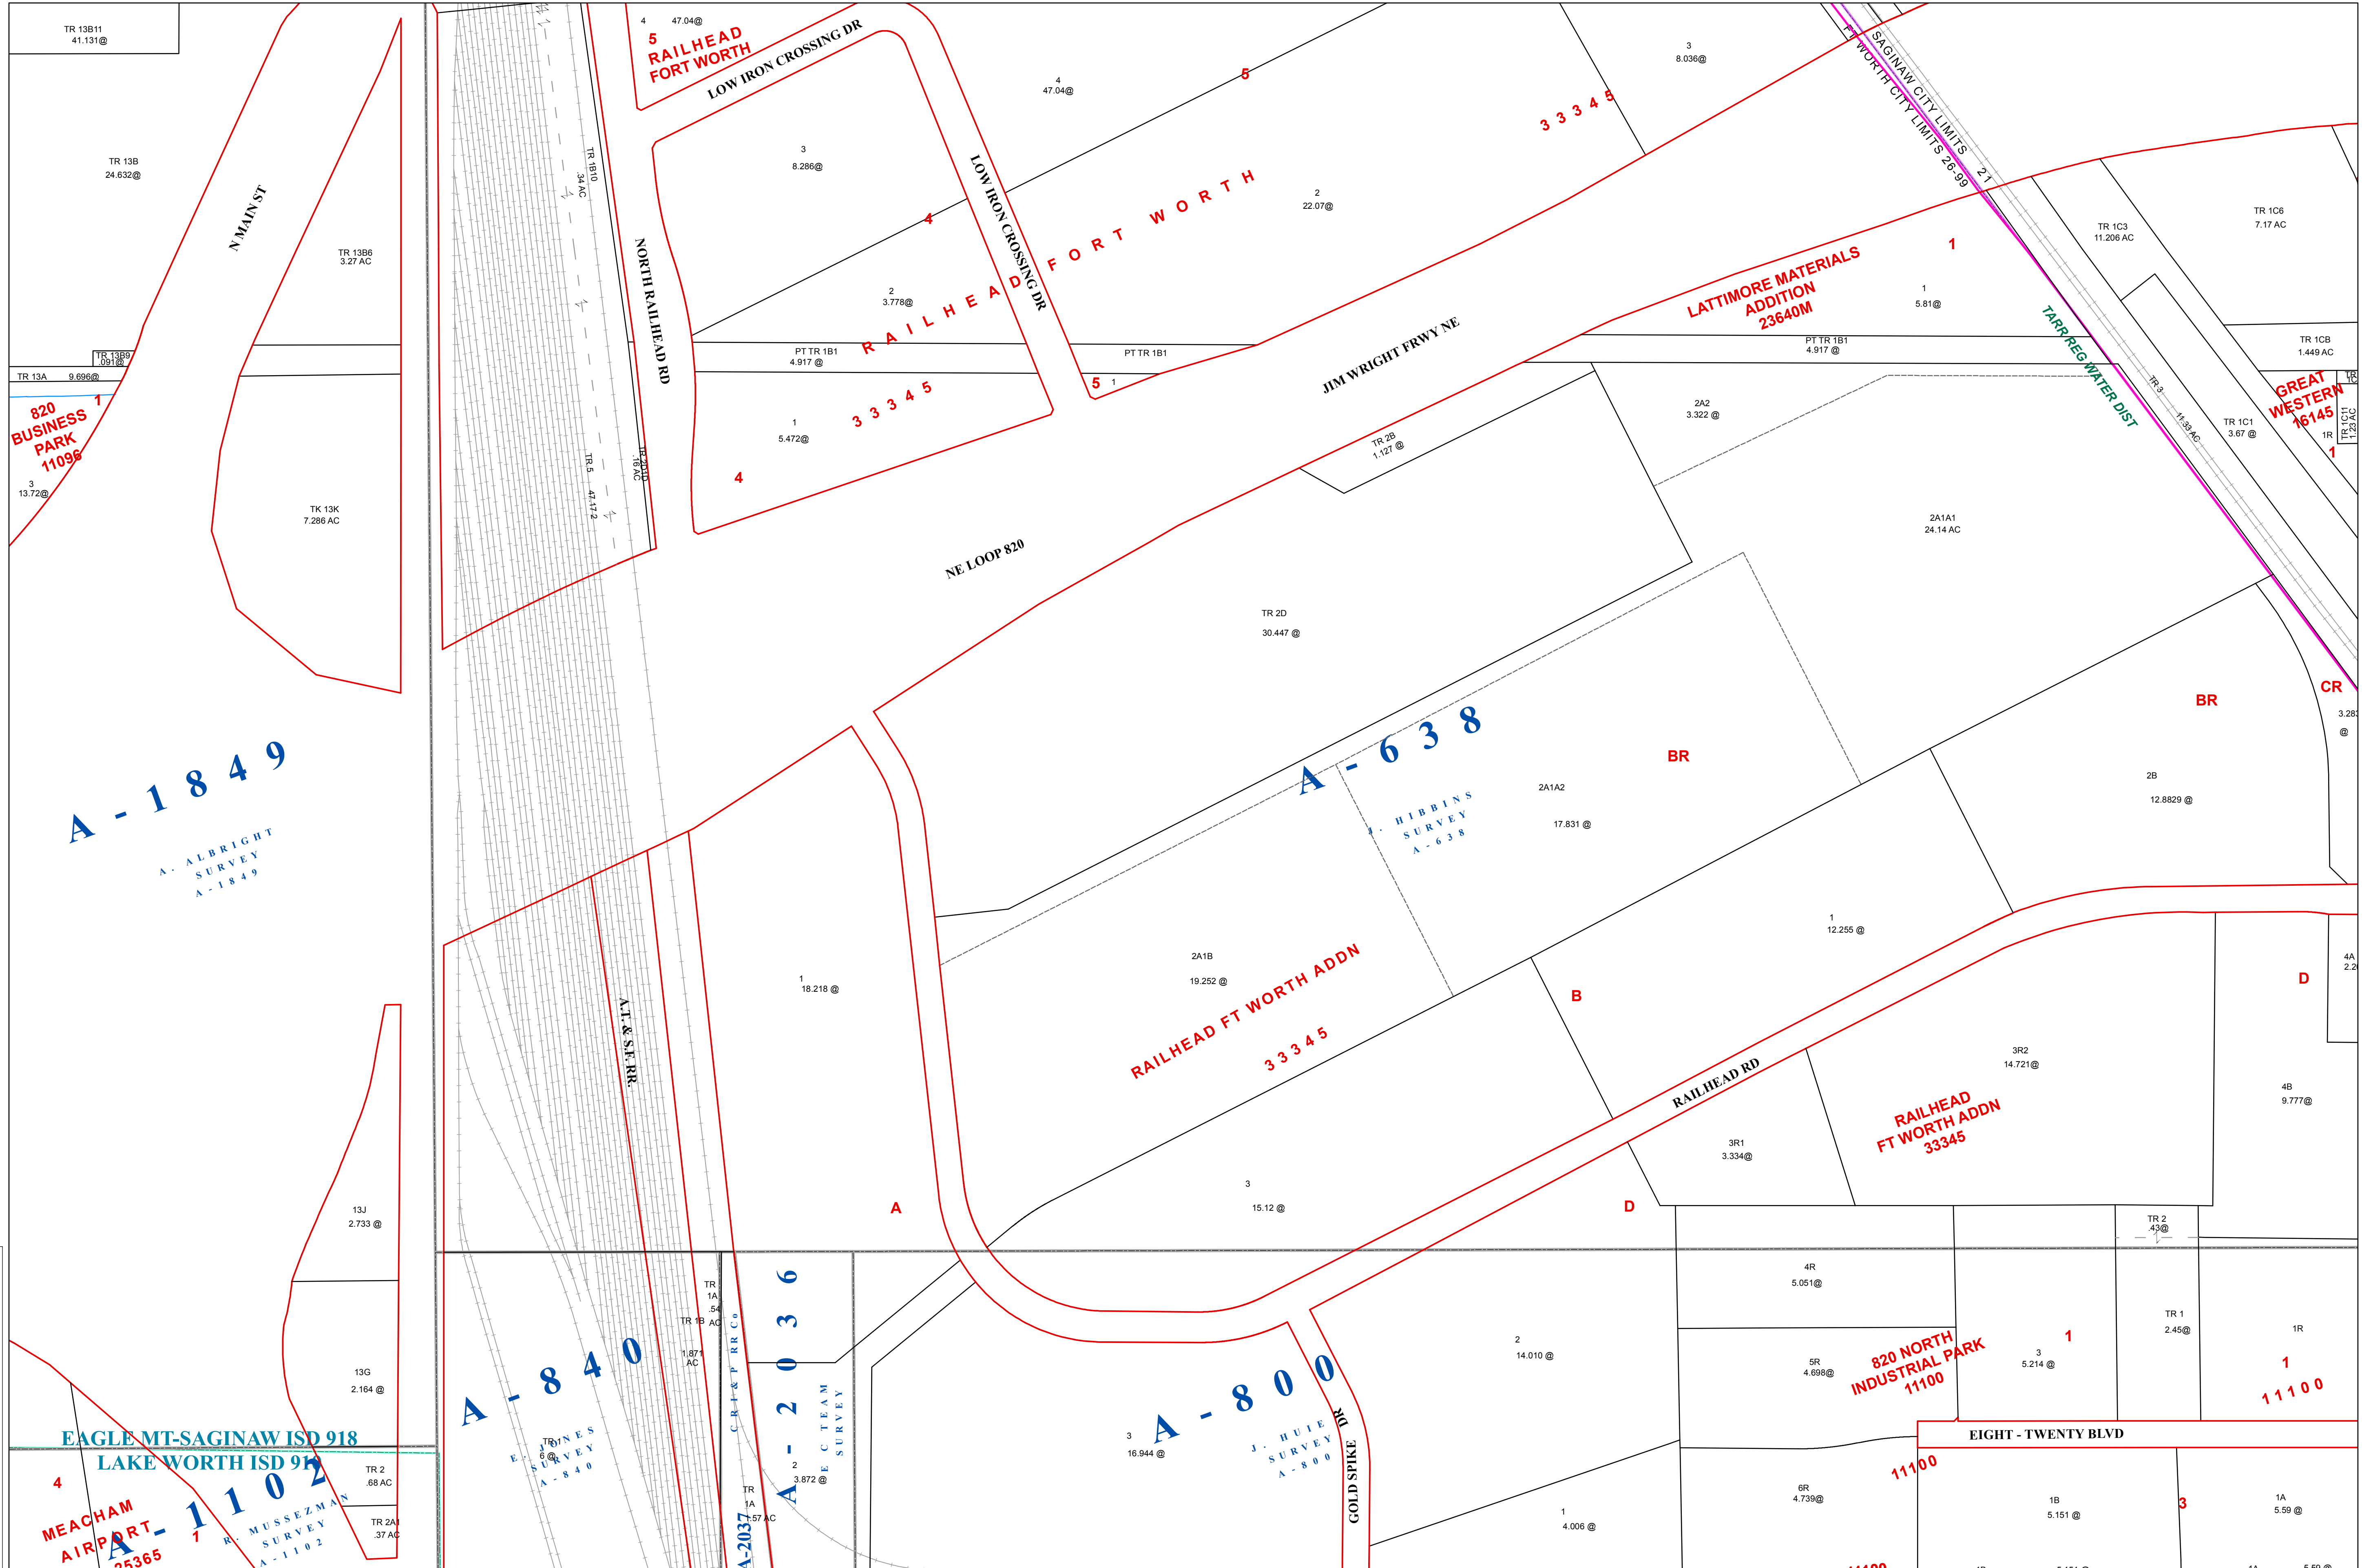 TR 13B11
41.131@
4 47.04@
5
RAILHEAD
FORT WORTH
LOW IRON CROSSING DR
4
47.04@
5
3
8.036@
33345
SAGINAW CITY LIMITS 21
FT WORTH CITY LIMITS 26-99
TR 13B
24.632@
N MAIN ST
TR 13B6
3.27 AC
TR 1B10
.34 AC
3
8.286@
LOW IRON CROSSING DR
2
22.07@
4
RAILHEAD FORT WORTH
NORTH RAILHEAD RD
2
3.778@
TR 1C3
11.206 AC
TR 1C6
7.17 AC
LATTIMORE MATERIALS
ADDITION
23640M
1
1
5.81@
TARR REG WATER DIST
JIM WRIGHT FRWY NE
PT TR 1B1
4.917 @
PT TR 1B1
PT TR 1B1
4.917 @
TR 1CB
1.449 AC
TR 13B9
.091@
TR 13A 9.696@
820
BUSINESS
PARK
11096
1
3
13.72@
5
1
33345
1
5.472@
4
TR 2D1D
.16 AC
TR 5 47.17-2
TR 2B
1.127 @
2A2
3.322 @
TR 3 11.33 AC
TR 1C1
3.67 @
GREAT
WESTERN
16145
1R
TR 1C11
1.23 AC
1
TK 13K
7.286 AC
NE LOOP 820
2A1A1
24.14 AC
TR 2D
30.447 @
A-638
J. HIBBINS
SURVEY
A-638
BR
BR
CR
3.283
@
2A1A2
17.831 @
2B
12.8829 @
A-1849
A. ALBRIGHT
SURVEY
A-1849
1
18.218 @
2A1B
19.252 @
RAILHEAD FT WORTH ADDN
33345
B
1
12.255 @
D
4A
A.T. & S.F. RR.
RAILHEAD RD
3R2
14.721@
RAILHEAD
FT WORTH ADDN
33345
4B
9.777@
3R1
3.334@
A
3
15.12 @
D
13J
2.733 @
TR 2
.43@
TR
1A
.54
AC
TR 1B
1.871
AC
C R I & P RR Co
A-2036
E C TEAM
SURVEY
4R
5.051@
TR 1
2.45@
1R
1
11100
3
5.214 @
1
820 NORTH
INDUSTRIAL PARK
11100
5R
4.698@
2
14.010 @
13G
2.164 @
A-840
E. JONES
SURVEY
A-840
TR 1
6 @
A-800
J. HUIE
SURVEY
A-800
GOLD SPIKE DR
3
16.944 @
EIGHT - TWENTY BLVD
11100
EAGLE MT-SAGINAW ISD 918
LAKE WORTH ISD 910
A-1102
R. MUSSEZMAN
SURVEY
A-1102
TR 2
.68 AC
TR 2A1
.37 AC
4
MEACHAM
AIRPORT
25365
1
2
3.872 @
TR
1A
1.57 AC
A-2037
6R
4.739@
1
4.006 @
1B
5.151 @
3
1A
5.59 @